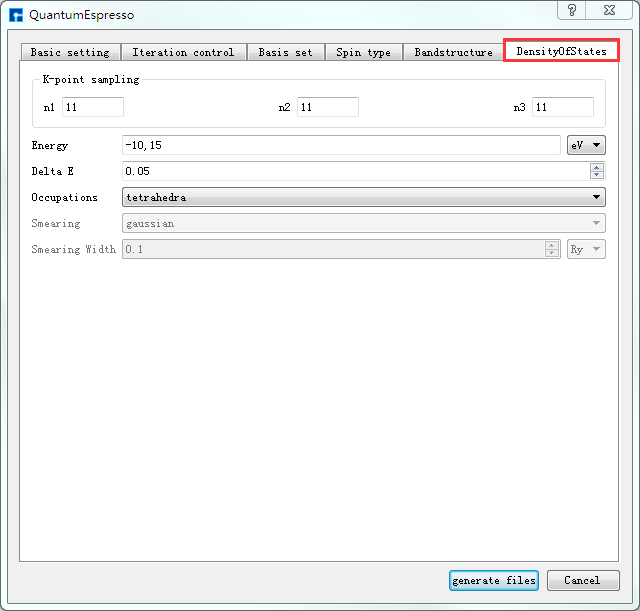 QuantumEspresso
Basic setting Iteration control Basis set Spin type Bandstructure DensityOfStates
K-point sampling
n1 11 n2 11 n3 11
Energy -10,15 eV
Delta E 0.05
Occupations tetrahedra
Smearing gaussian
Smearing Width 0.1 Ry
generate files Cancel